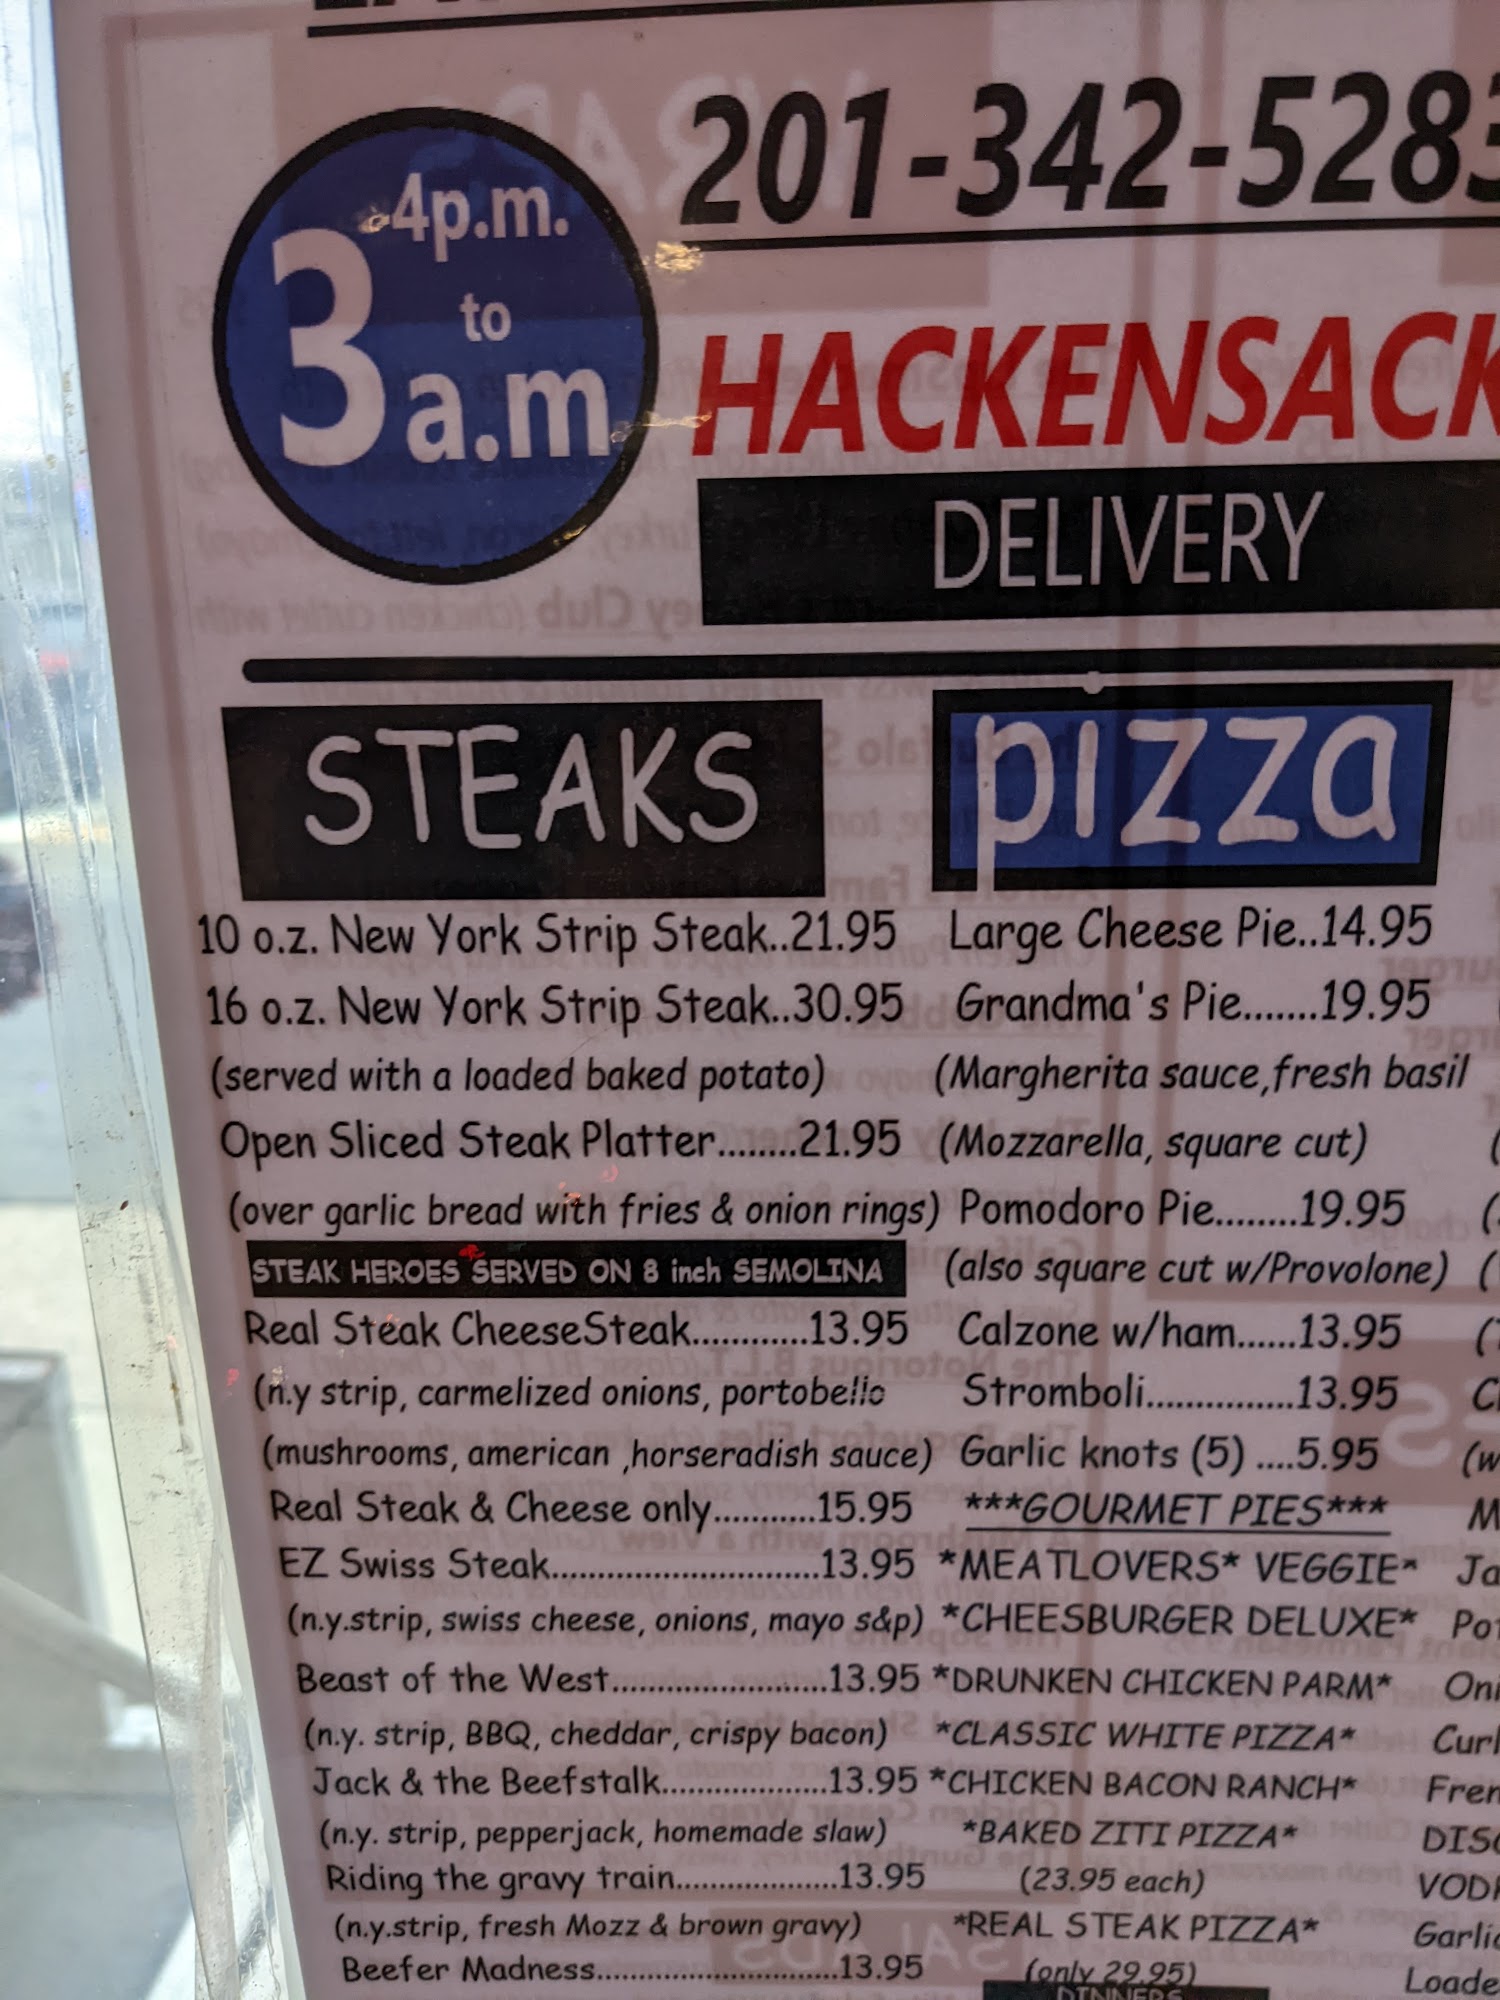 201-342-5283
4p.m.
to
3 a.m
HACKENSACK
DELIVERY
STEAKS
10 o.z. New York Strip Steak..21.95
16 o.z. New York Strip Steak..30.95
(served with a loaded baked potato)
Open Sliced Steak Platter........21.95
(over garlic bread with fries & onion rings)
STEAK HEROES SERVED ON 8 inch SEMOLINA
Real Steak CheeseSteak............13.95
(n.y strip, carmelized onions, portobello
(mushrooms, american ,horseradish sauce)
Real Steak & Cheese only...........15.95
EZ Swiss Steak.............................13.95
(n.y.strip, swiss cheese, onions, mayo s&p)
Beast of the West........................13.95
(n.y. strip, BBQ, cheddar, crispy bacon)
Jack & the Beefstalk...................13.95
(n.y. strip, pepperjack, homemade slaw)
Riding the gravy train...................13.95
(n.y.strip, fresh Mozz & brown gravy)
Beefer Madness.............................13.95
pizza
Large Cheese Pie..14.95
Grandma's Pie.......19.95
(Margherita sauce,fresh basil
(Mozzarella, square cut)
Pomodoro Pie........19.95
(also square cut w/Provolone)
Calzone w/ham......13.95
Stromboli................13.95
Garlic knots (5) ....5.95
***GOURMET PIES***
*MEATLOVERS* VEGGIE*
*CHEESBURGER DELUXE*
*DRUNKEN CHICKEN PARM*
*CLASSIC WHITE PIZZA*
*CHICKEN BACON RANCH*
*BAKED ZITI PIZZA*
(23.95 each)
*REAL STEAK PIZZA*
(only 29.95)
DINNERS